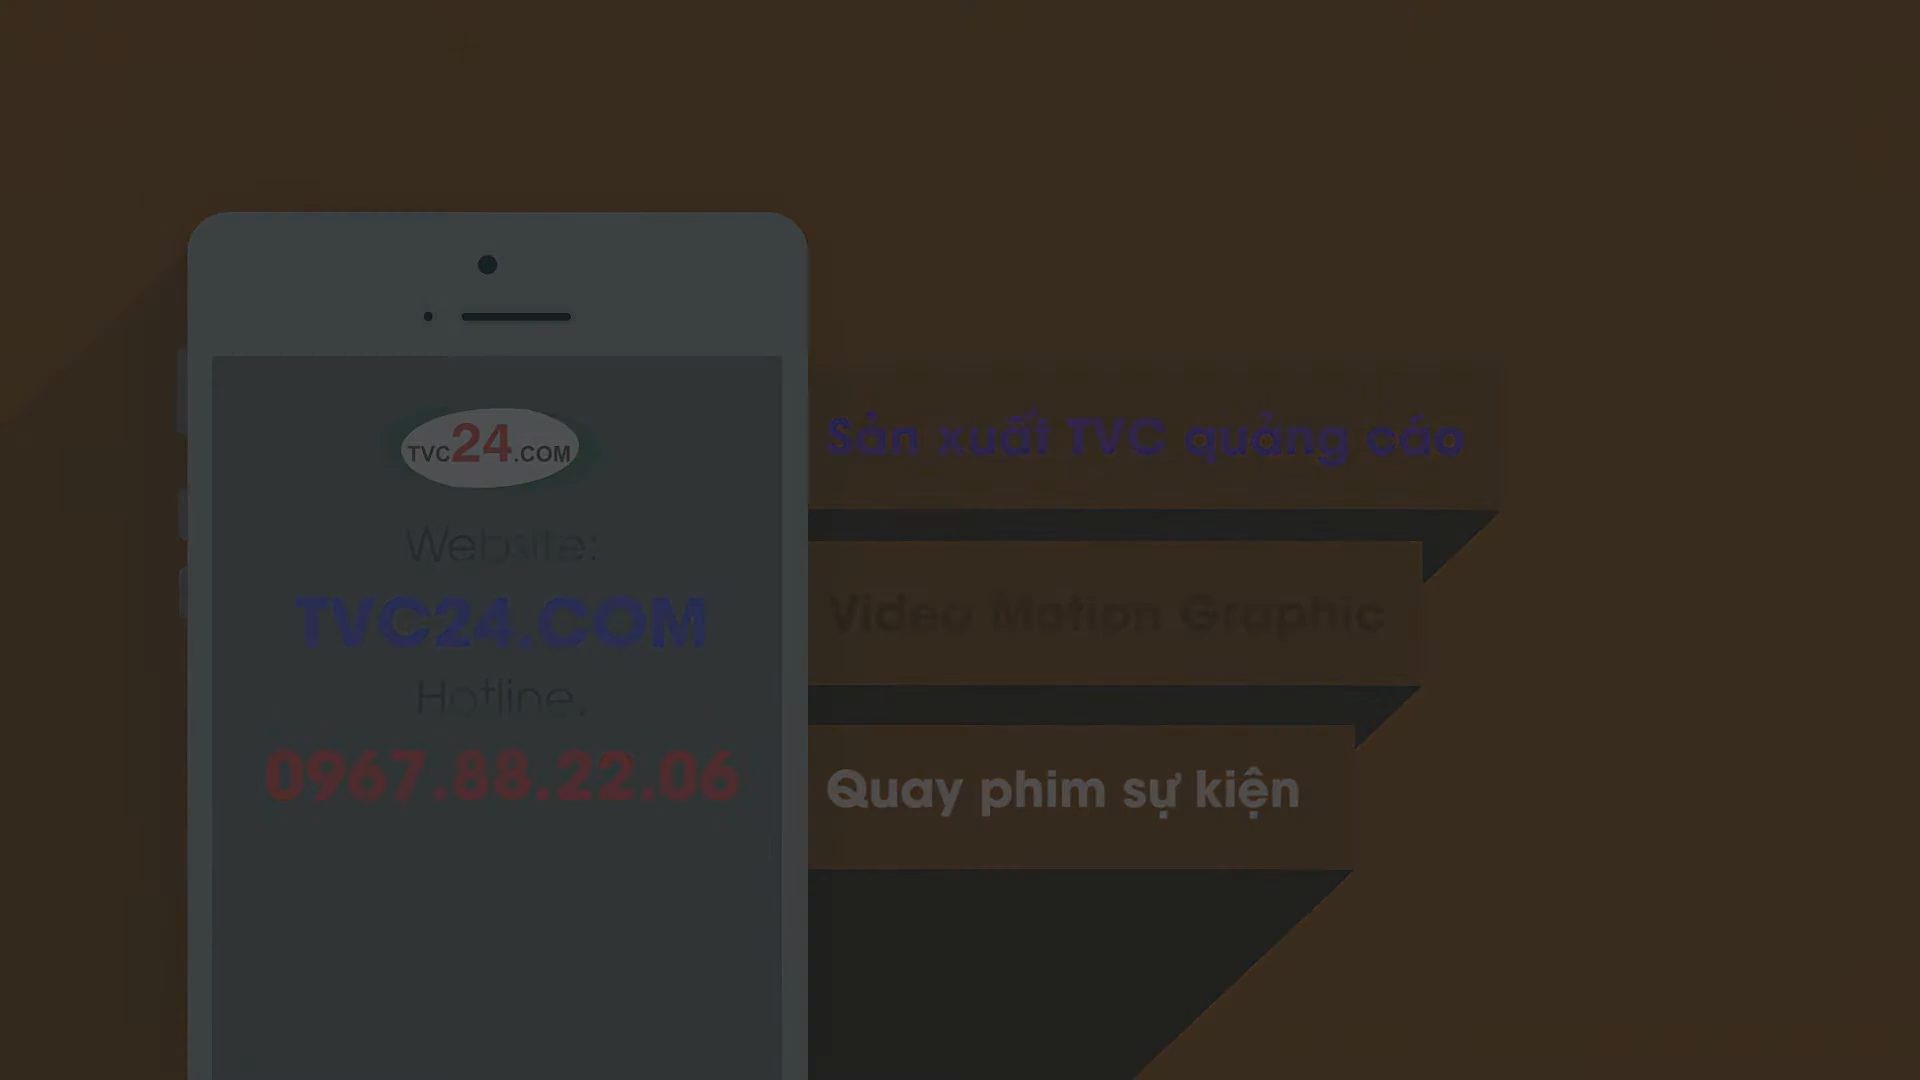 TVC24.COM
Website:
TVC24.COM
Hotline:
0967.88.22.06
Sản xuất TVC quảng cáo
Video Motion Graphic
Quay phim sự kiện